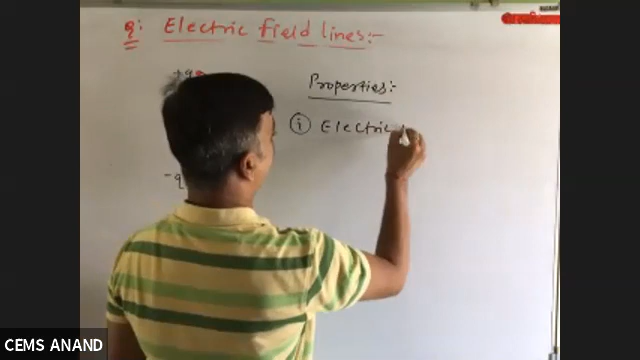 q: Electric field lines:-
+q
Properties:-
(i) Electric
-q
CEMS ANAND